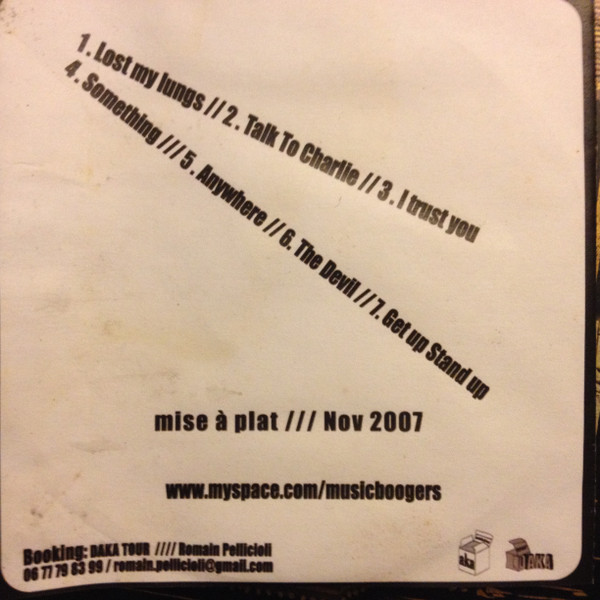 1. Lost my lungs // 2. Talk To Charlie // 3. I trust you
4. Something /// 5. Anywhere // 6. The Devil // 7. Get up Stand up
mise à plat /// Nov 2007
www.myspace.com/musicboogers
Booking: DAKA TOUR //// Romain Pellicioli
06 77 79 63 99 / romain.pellicioli@gmail.com
DAKA